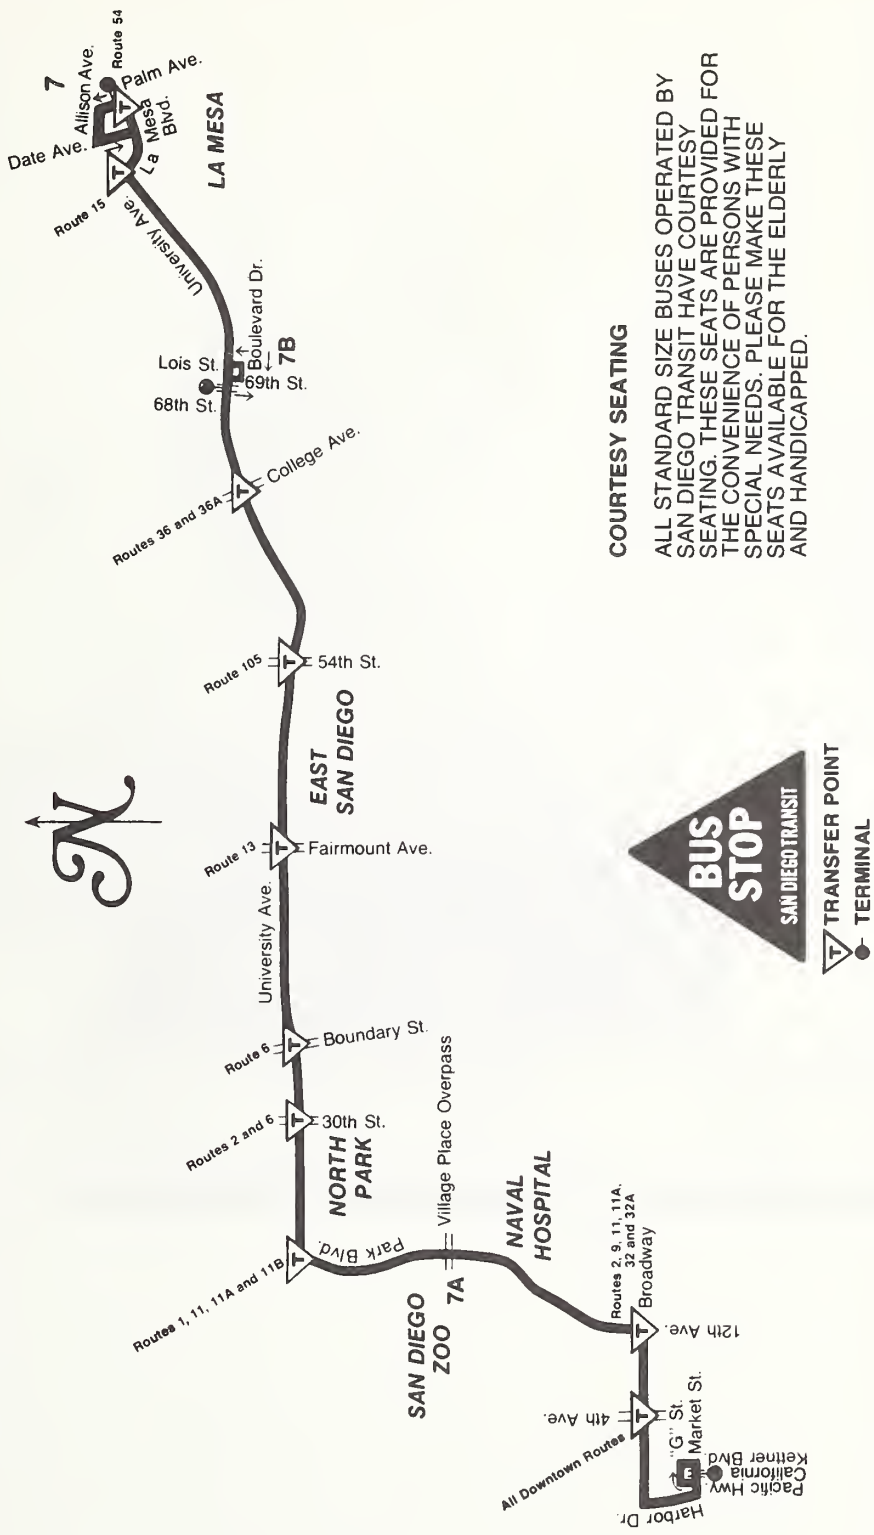 7
Allison Ave.
Route 54
Palm Ave.
Date Ave.
La Mesa
Blvd.
LA MESA
Route 15
University Ave.
Lois St.
Boulevard Dr.
7B
69th St.
68th St.
Routes 36 and 36A
College Ave.
Route 105
54th St.
EAST
SAN DIEGO
N
Route 13
Fairmount Ave.
University Ave.
Route 6
Boundary St.
Routes 2 and 6
30th St.
NORTH
PARK
Routes 1, 11, 11A and 11B
Park Blvd.
Village Place Overpass
7A
SAN DIEGO
ZOO
NAVAL
HOSPITAL
Routes 2, 9, 11, 11A,
32 and 32A
Broadway
12th Ave.
4th Ave.
All Downtown Routes
"G" St.
Market St.
Kettner Blvd.
California
Pacific Hwy.
Harbor Dr.
T
T
T
T
T
T
T
T
T
T
COURTESY SEATING
ALL STANDARD SIZE BUSES OPERATED BY
SAN DIEGO TRANSIT HAVE COURTESY
SEATING. THESE SEATS ARE PROVIDED FOR
THE CONVENIENCE OF PERSONS WITH
SPECIAL NEEDS. PLEASE MAKE THESE
SEATS AVAILABLE FOR THE ELDERLY
AND HANDICAPPED.
BUS
STOP
SAN DIEGO TRANSIT
T TRANSFER POINT
TERMINAL